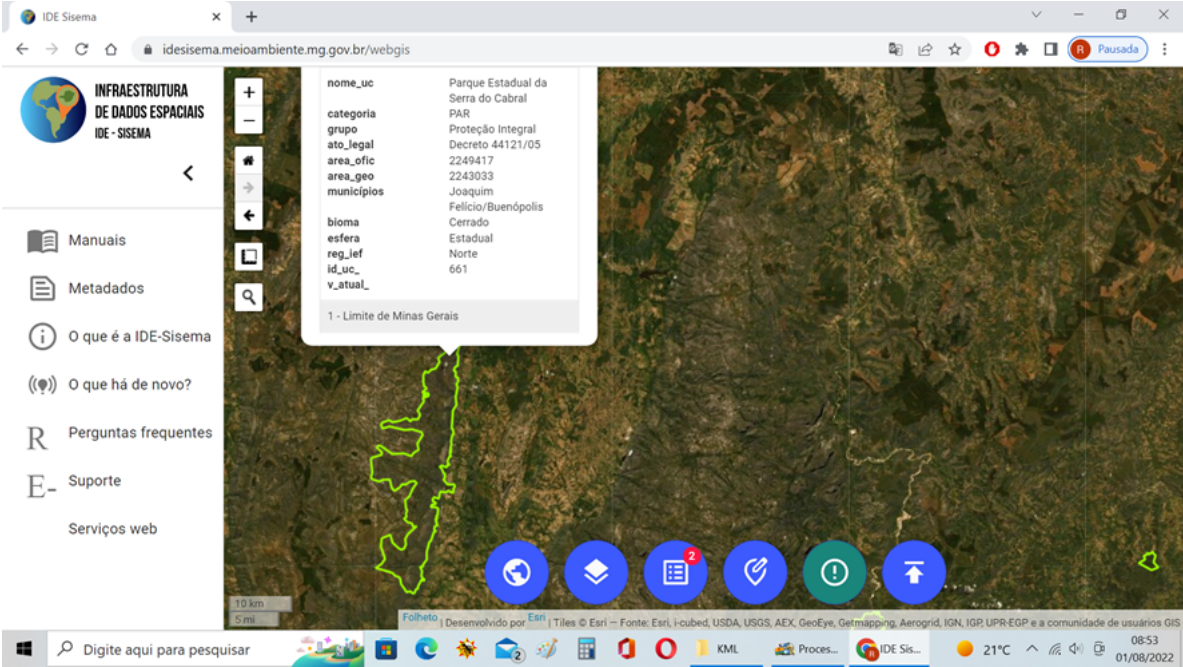 IDE Sisema
idesisema.meioambiente.mg.gov.br/webgis
R Pausada
INFRAESTRUTURA
DE DADOS ESPACIAIS
IDE - SISEMA
Manuais
Metadados
O que é a IDE-Sisema
O que há de novo?
R Perguntas frequentes
E- Suporte
Serviços web
+
−
nome_uc Parque Estadual da
Serra do Cabral
categoria PAR
grupo Proteção Integral
ato_legal Decreto 44121/05
area_ofic 2249417
area_geo 2243033
municípios Joaquim
Felício/Buenópolis
bioma Cerrado
esfera Estadual
reg_ief Norte
id_uc_ 661
v_atual_
1 - Limite de Minas Gerais
2
10 km
5 mi
Folheto | Desenvolvido por Esri | Tiles © Esri — Fonte: Esri, i-cubed, USDA, USGS, AEX, GeoEye, Getmapping, Aerogrid, IGN, IGP, UPR-EGP e a comunidade de usuários GIS
Digite aqui para pesquisar
2
KML
Proces...
IDE Sis...
21°C
08:53
01/08/2022